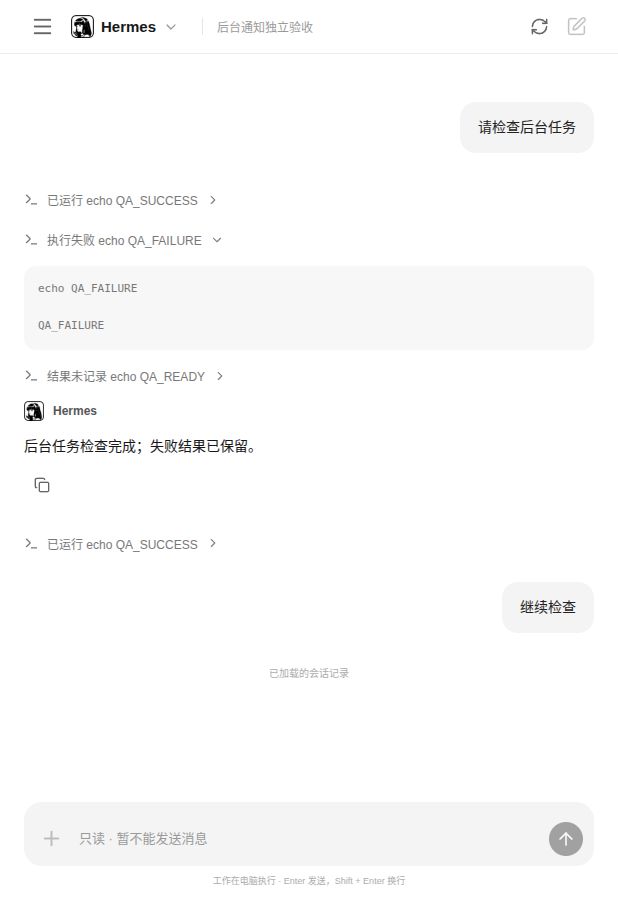 Hermes
后台通知独立验收
请检查后台任务
已运行 echo QA_SUCCESS
执行失败 echo QA_FAILURE
echo QA_FAILURE
QA_FAILURE
结果未记录 echo QA_READY
Hermes
后台任务检查完成；失败结果已保留。
已运行 echo QA_SUCCESS
继续检查
已加载的会话记录
只读 · 暂不能发送消息
工作在电脑执行 · Enter 发送，Shift + Enter 换行